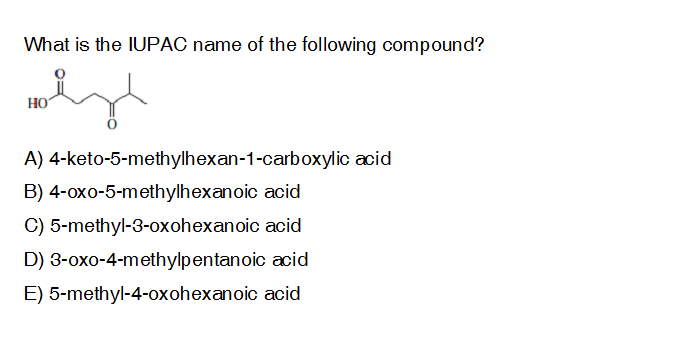 What is the IUPAC name of the following compound?
O
HO
O
A) 4-keto-5-methylhexan-1-carboxylic acid
B) 4-oxo-5-methylhexanoic acid
C) 5-methyl-3-oxohexanoic acid
D) 3-oxo-4-methylpentanoic acid
E) 5-methyl-4-oxohexanoic acid